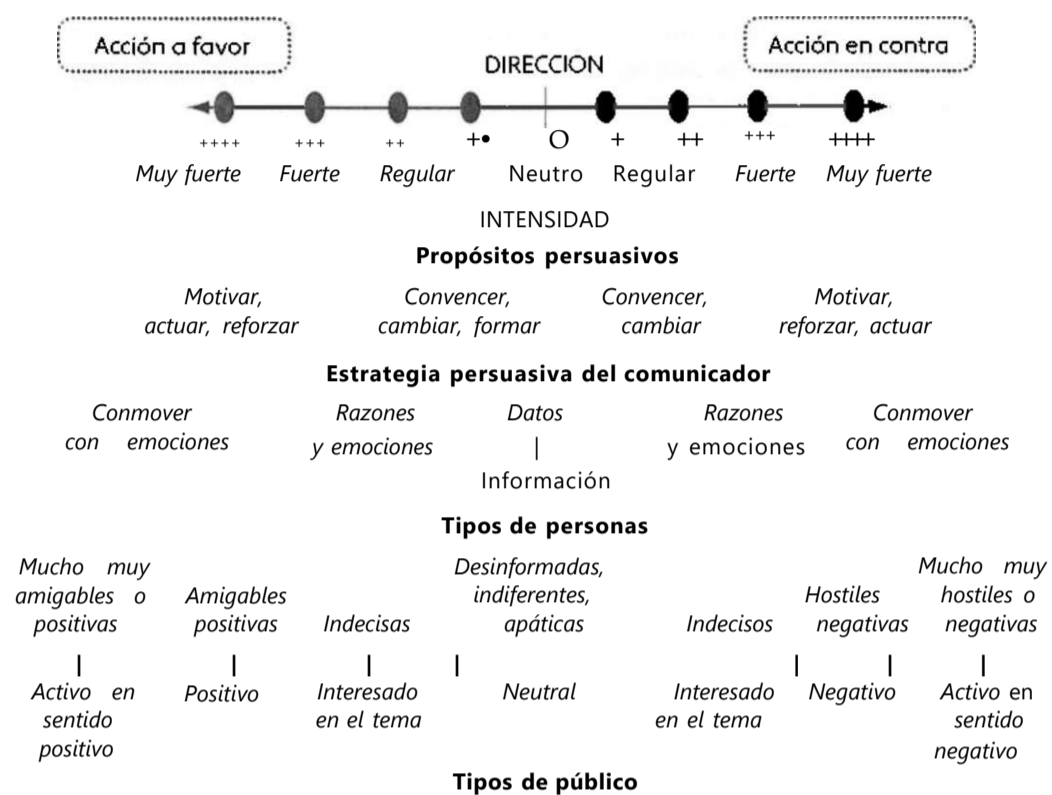 Acción a favor
Acción en contra
DIRECCIÓN
++++ +++ ++ +• O + ++ +++ ++++
Muy fuerte Fuerte Regular Neutro Regular Fuerte Muy fuerte
INTENSIDAD
Propósitos persuasivos
Motivar, Convencer, Convencer, Motivar,
actuar, reforzar cambiar, formar cambiar reforzar, actuar
Estrategia persuasiva del comunicador
Conmover Razones Datos Razones Conmover
con emociones y emociones | y emociones con emociones
Información
Tipos de personas
Mucho muy Desinformadas, Mucho muy
amigables o Amigables indiferentes, Hostiles hostiles o
positivas positivas Indecisas apáticas Indecisos negativas negativas
| | | | | | |
Activo en Positivo Interesado Neutral Interesado Negativo Activo en
sentido en el tema en el tema sentido
positivo negativo
Tipos de público